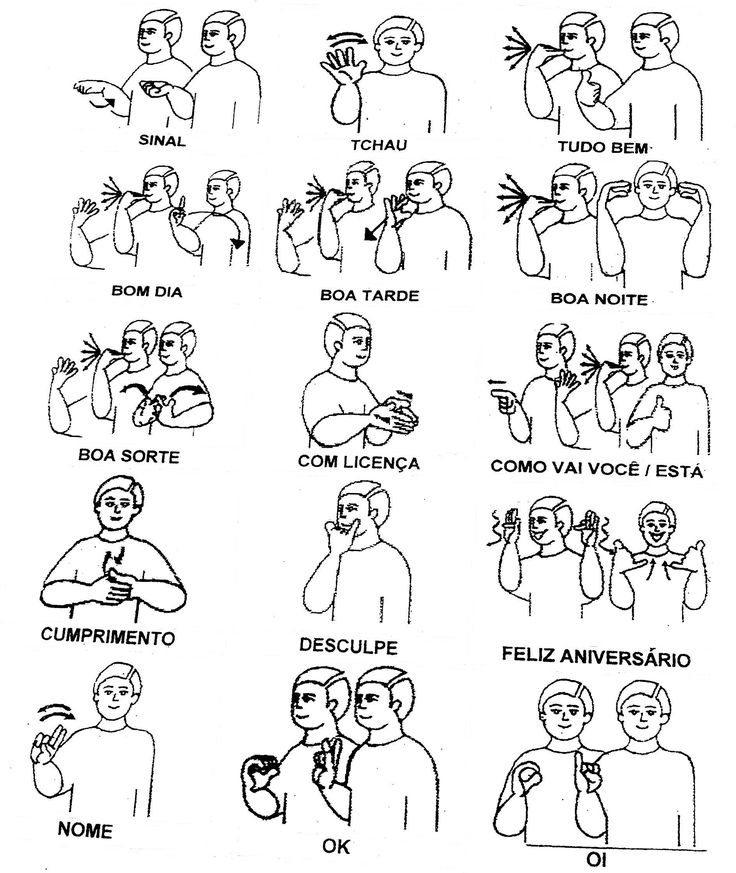 SINAL
TCHAU
TUDO BEM
BOM DIA
BOA TARDE
BOA NOITE
BOA SORTE
COM LICENÇA
COMO VAI VOCÊ / ESTÁ
CUMPRIMENTO
DESCULPE
FELIZ ANIVERSÁRIO
NOME
OK
OI